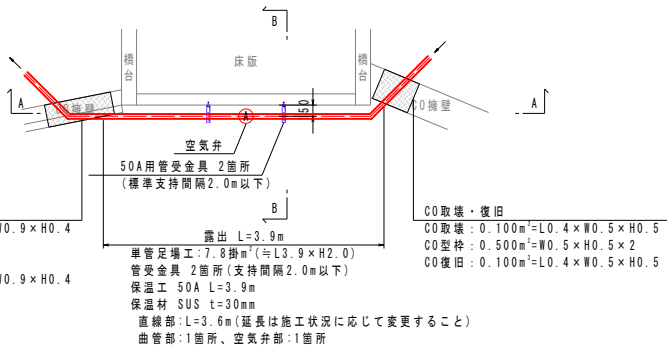 B
橋台
床版
橋台
A
CO擁壁
150
A
CO擁壁
A
空気弁
50A用管受金具 2箇所
(標準支持間隔2.0m以下)
B
W0.9×H0.4
W0.9×H0.4
露出 L=3.9m
単管足場工:7.8掛m²(≒L3.9×H2.0)
管受金具 2箇所(支持間隔2.0m以下)
保温工 50A L=3.9m
保温材 SUS t=30mm
直線部:L=3.6m(延長は施工状況に応じて変更すること)
曲管部:1箇所、空気弁部:1箇所
CO取壊・復旧
CO取壊:0.100m³=L0.4×W0.5×H0.5
CO型枠:0.500m²=W0.5×H0.5×2
CO復旧:0.100m³=L0.4×W0.5×H0.5